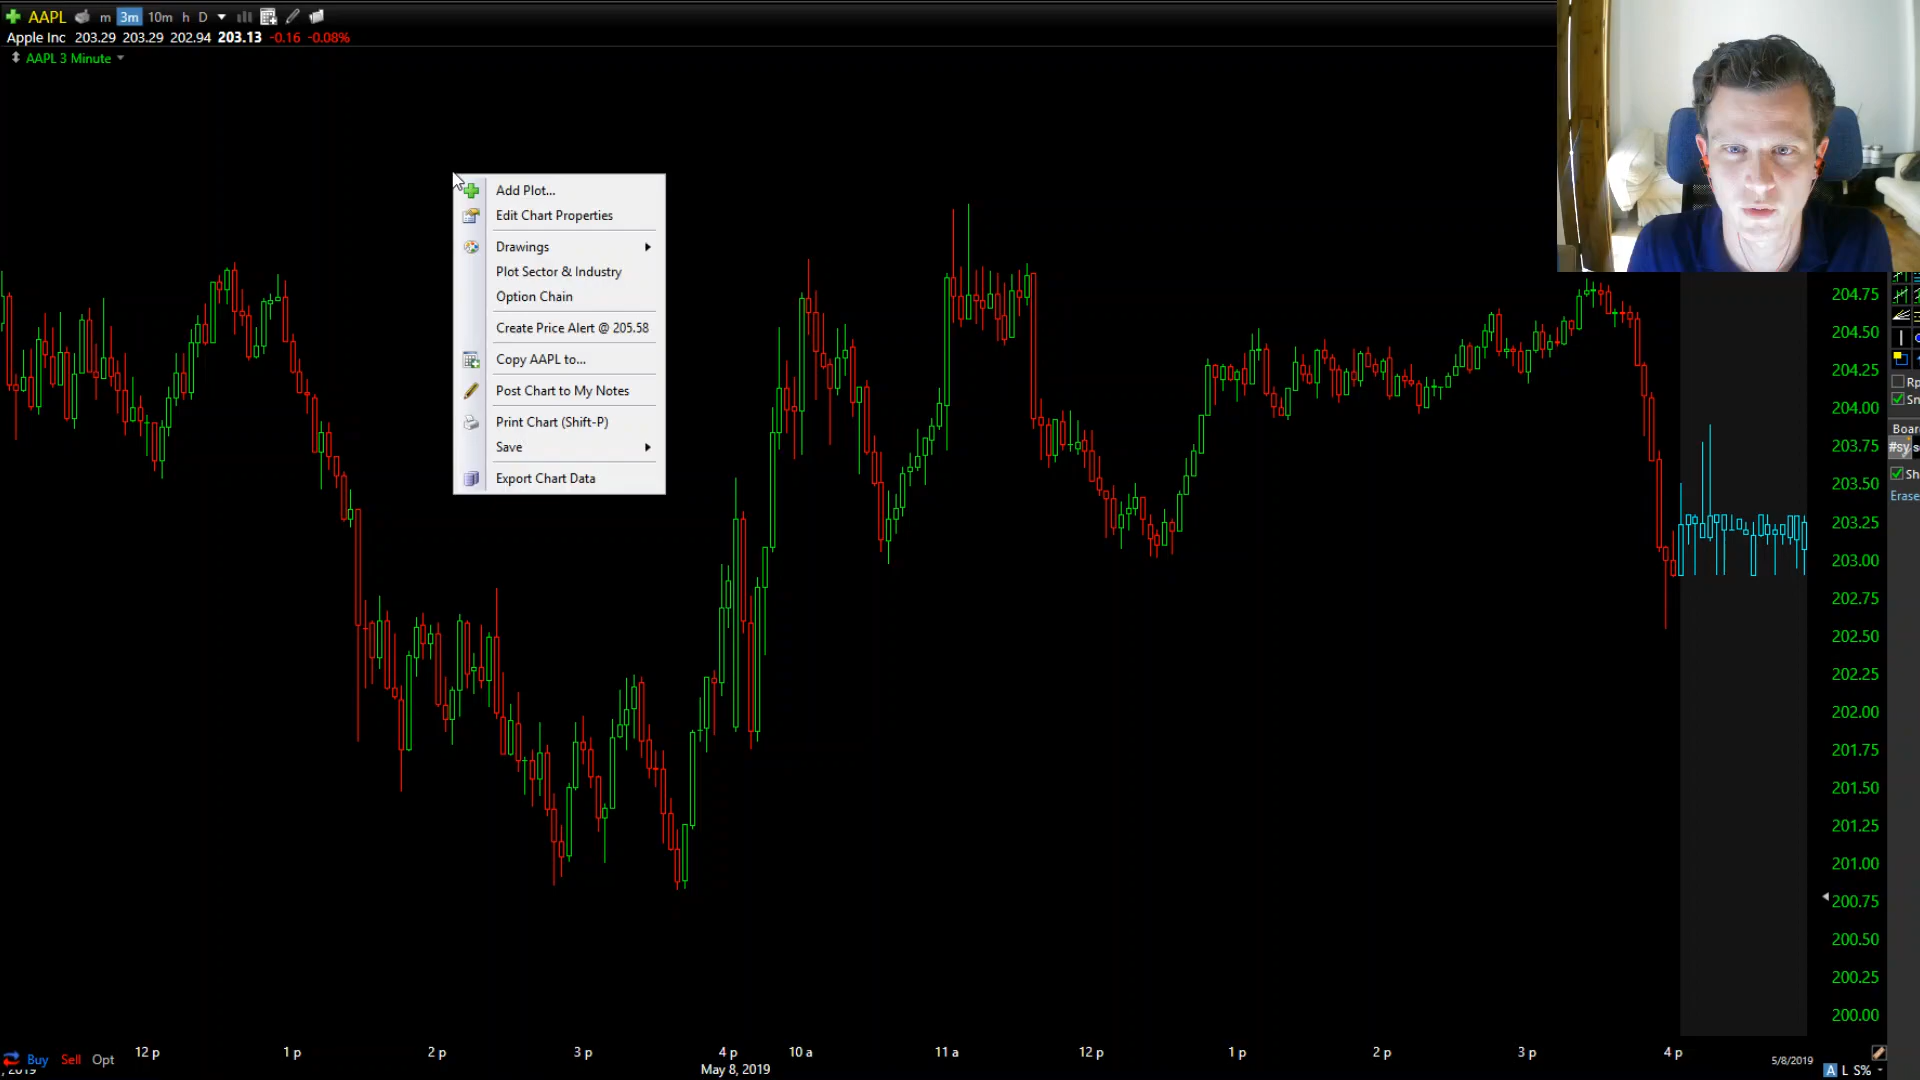 AAPL m 3m 10m h D
Apple Inc 203.29 203.29 202.94 203.13 -0.16 -0.08%
AAPL 3 Minute
Add Plot...
Edit Chart Properties
Drawings
Plot Sector & Industry
Option Chain
Create Price Alert @ 205.58
Copy AAPL to...
Post Chart to My Notes
Print Chart (Shift-P)
Save
Export Chart Data
204.75
204.50
204.25
204.00
203.75
203.50
203.25
203.00
202.75
202.50
202.25
202.00
201.75
201.50
201.25
201.00
200.75
200.50
200.25
200.00
Rp
Sn
Boar
#sy
Sh
Erase
Buy Sell Opt
12 p 1 p 2 p 3 p 4 p 10 a 11 a 12 p 1 p 2 p 3 p 4 p
May 8, 2019
5/8/2019
A L S%